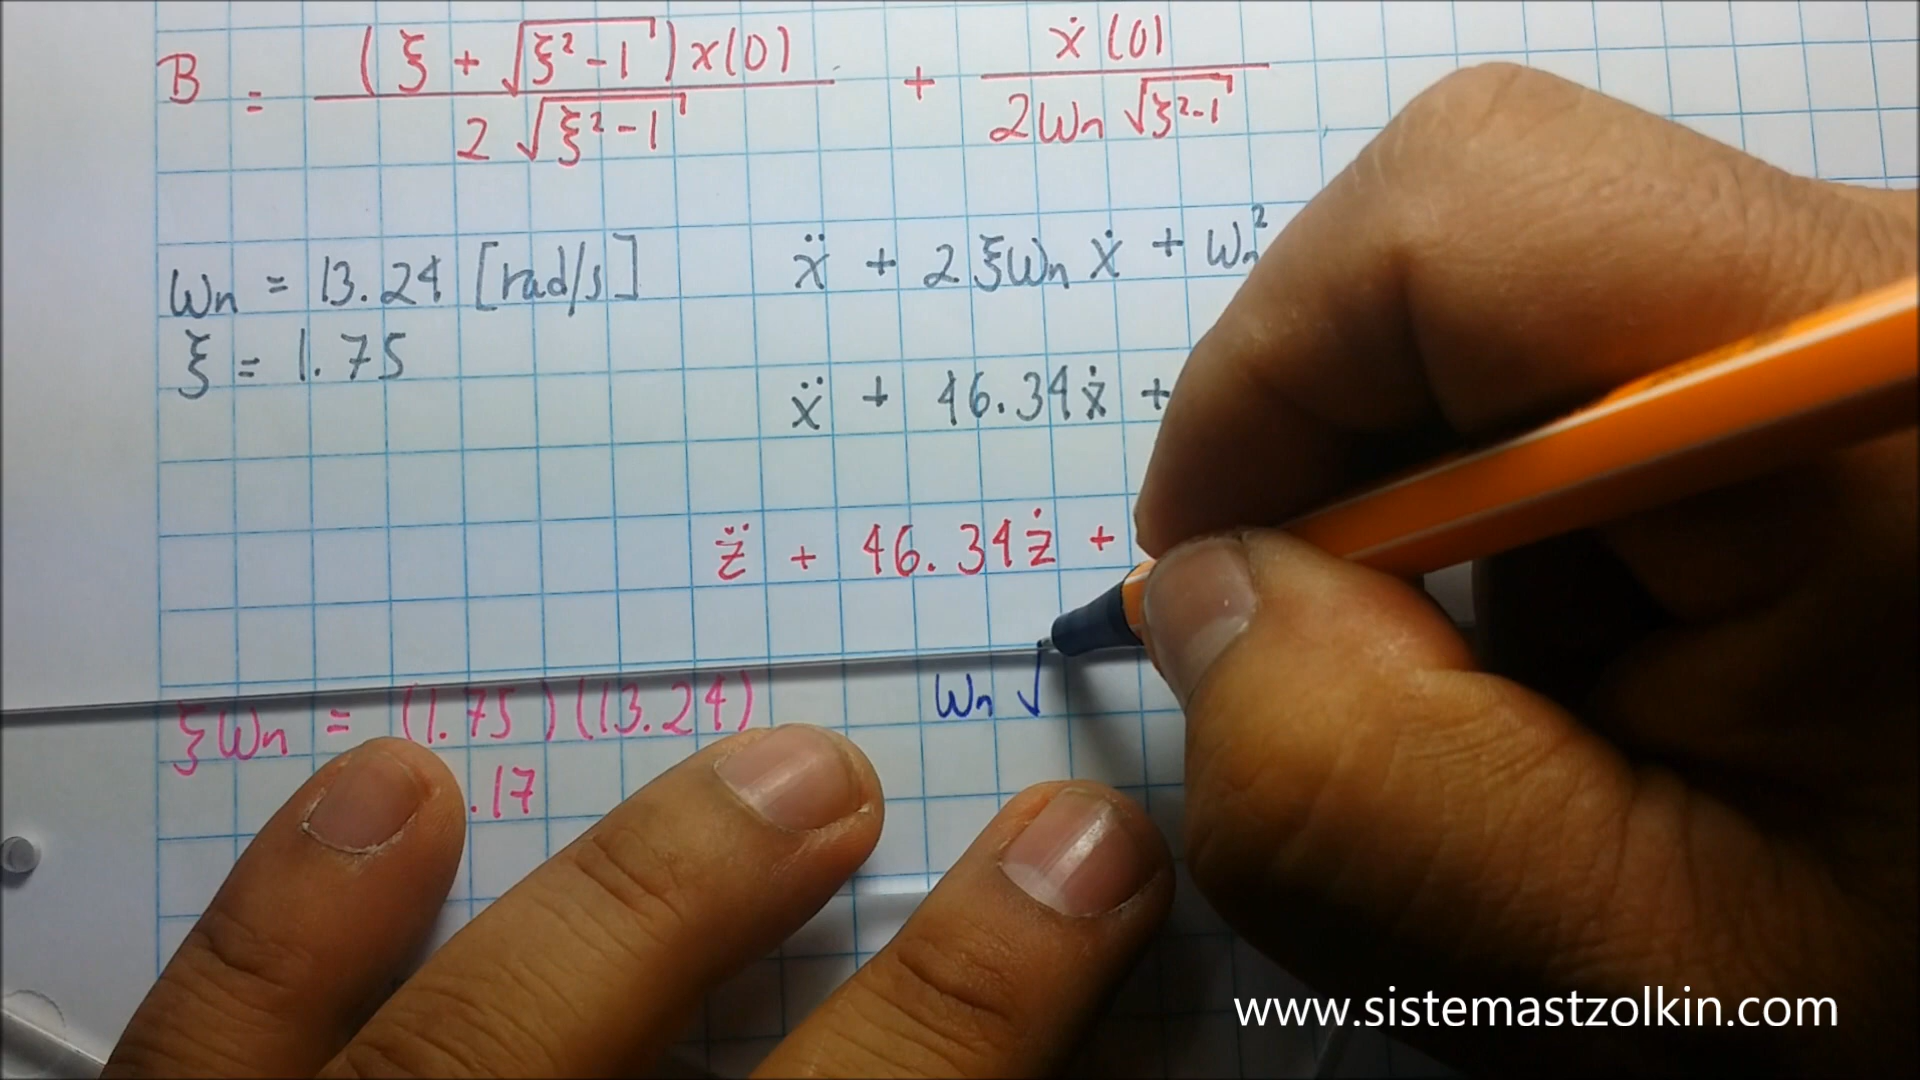 B = (ξ + √ξ²-1) x(0) / 2√ξ²-1 + ẋ(0) / 2Wn√ξ²-1
Wn = 13.24 [rad/s]
ẍ + 2ξWn ẋ + Wn²
ξ = 1.75
ẍ + 46.34ẋ +
z̈ + 46.34ż +
ξWn = (1.75)(13.24)
Wn √
.17
www.sistemastzolkin.com